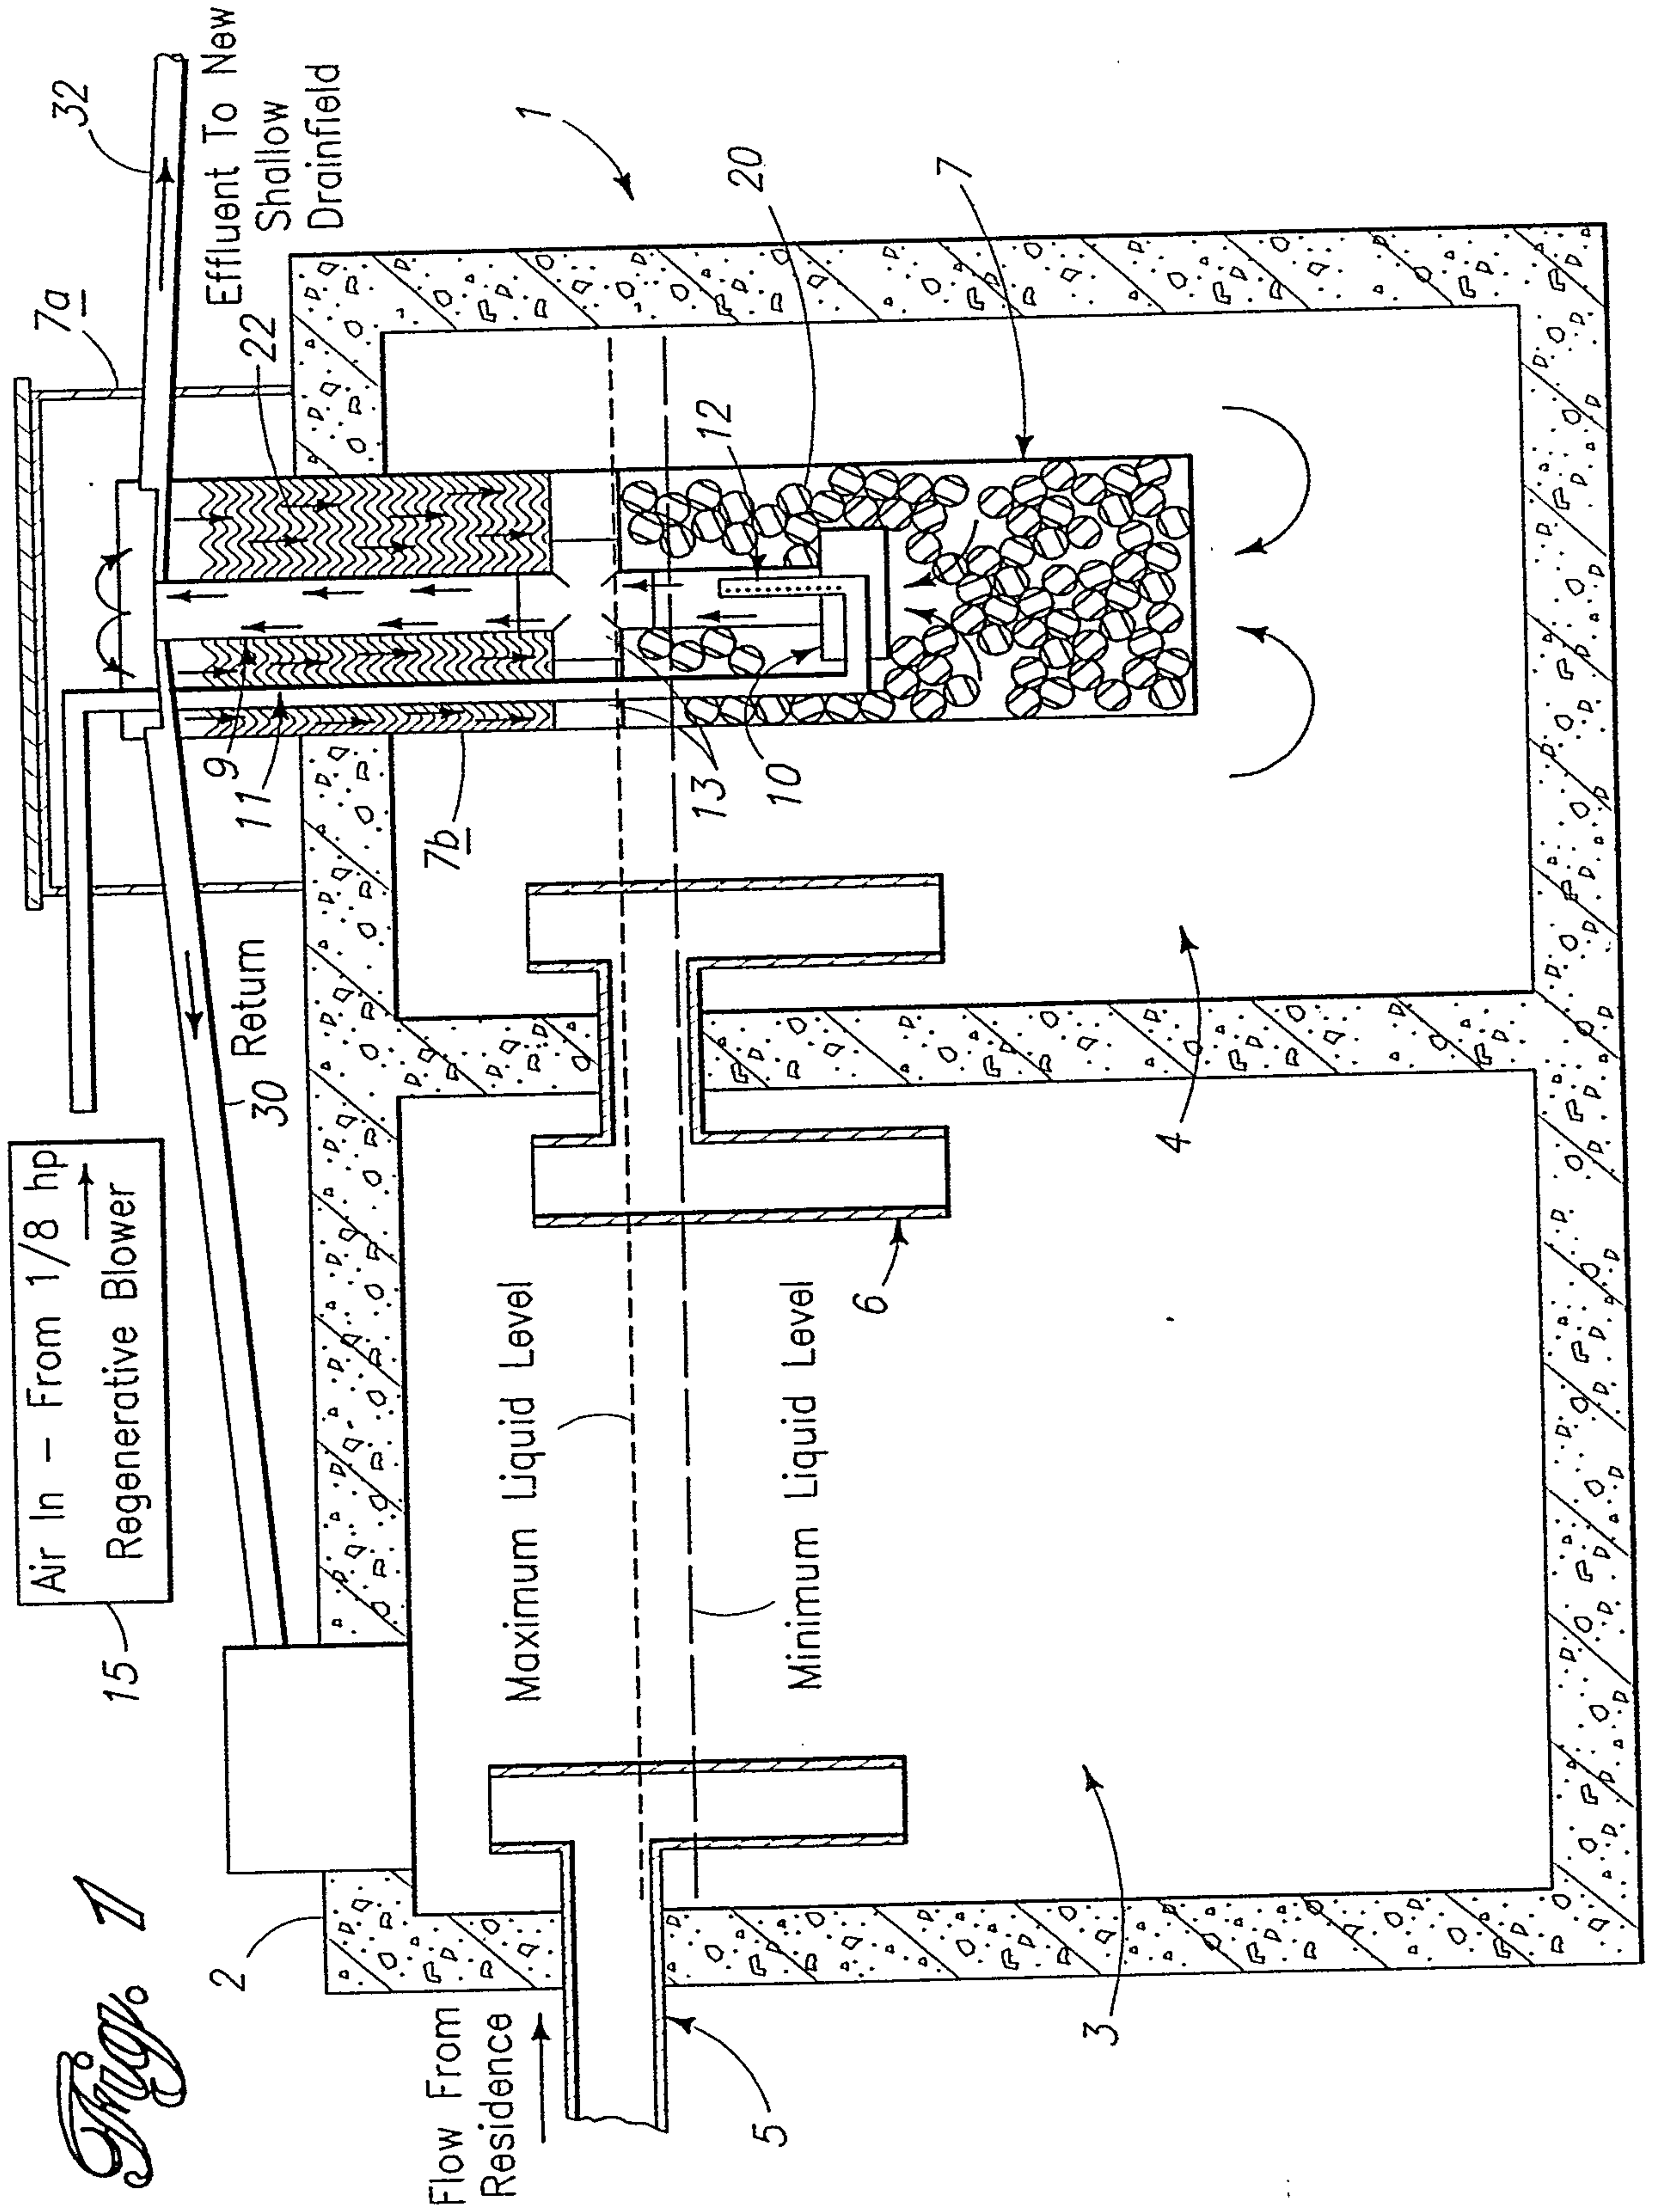 Fig. 1
Air In - From 1/8 hp
Regenerative Blower
15
2
30 Return
32
Effluent To New
Shallow
Drainfield
7a
22
9
11
7b
13
10
12
20
7
1
Maximum Liquid Level
Minimum Liquid Level
6
4
3
Flow From
Residence
5